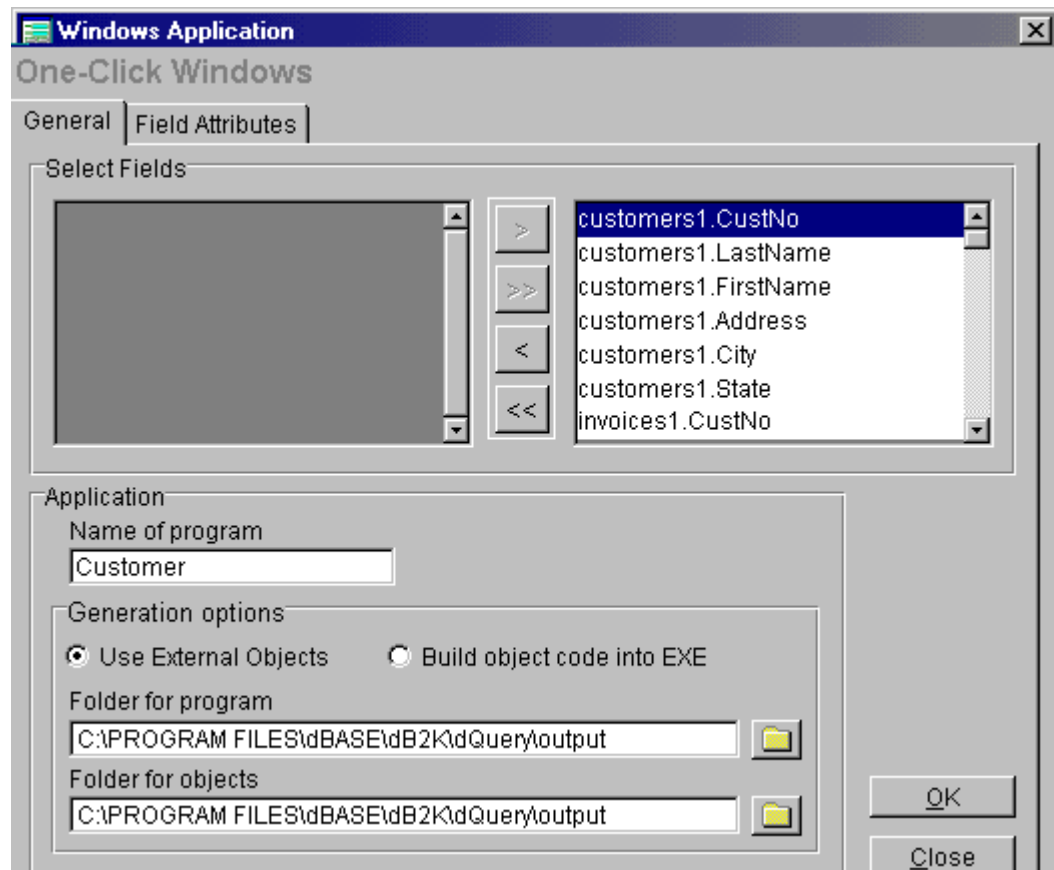 Windows Application
One-Click Windows
General
Field Attributes
Select Fields
>
>>
<
<<
customers1.CustNo
customers1.LastName
customers1.FirstName
customers1.Address
customers1.City
customers1.State
invoices1.CustNo
Application
Name of program
Customer
Generation options
Use External Objects
Build object code into EXE
Folder for program
C:\PROGRAM FILES\dBASE\dB2K\dQuery\output
Folder for objects
C:\PROGRAM FILES\dBASE\dB2K\dQuery\output
OK
Close